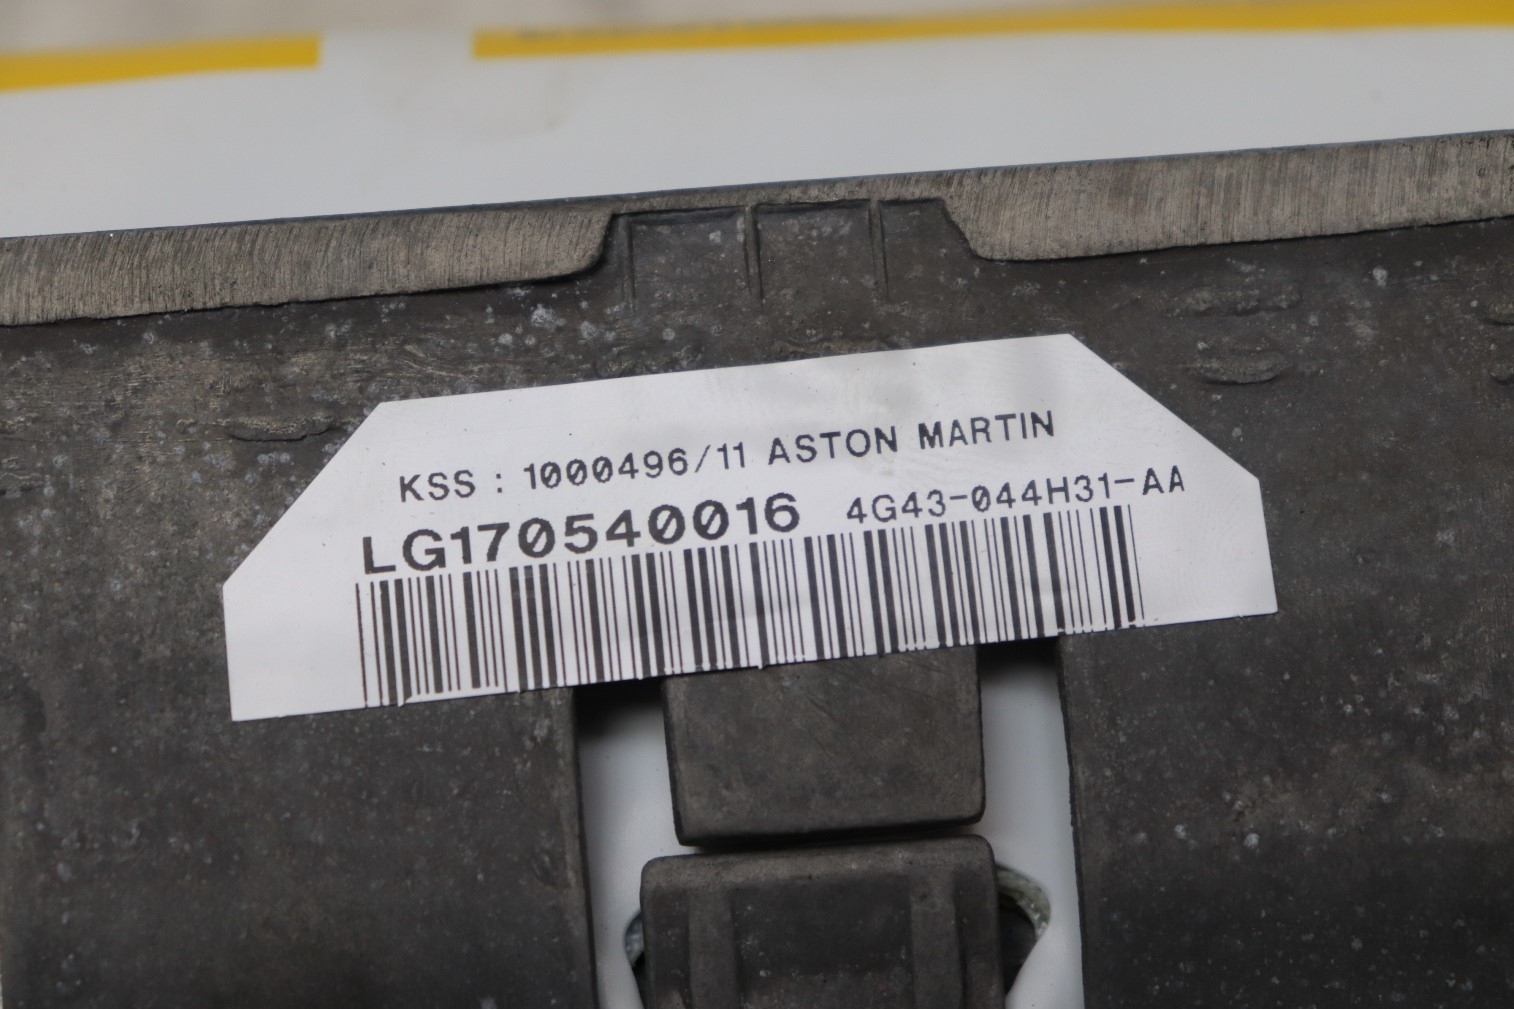 KSS : 1000496/11 ASTON MARTIN
LG170540016 4G43-044H31-AA